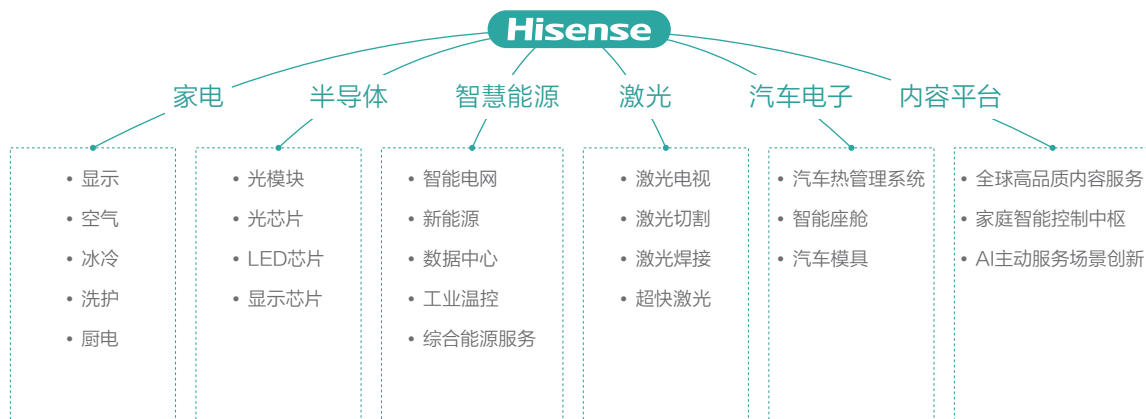 Hisense
家电
半导体
智慧能源
激光
汽车电子
内容平台
• 显示
• 空气
• 冰冷
• 洗护
• 厨电
• 光模块
• 光芯片
• LED芯片
• 显示芯片
• 智能电网
• 新能源
• 数据中心
• 工业温控
• 综合能源服务
• 激光电视
• 激光切割
• 激光焊接
• 超快激光
• 汽车热管理系统
• 智能座舱
• 汽车模具
• 全球高品质内容服务
• 家庭智能控制中枢
• AI主动服务场景创新